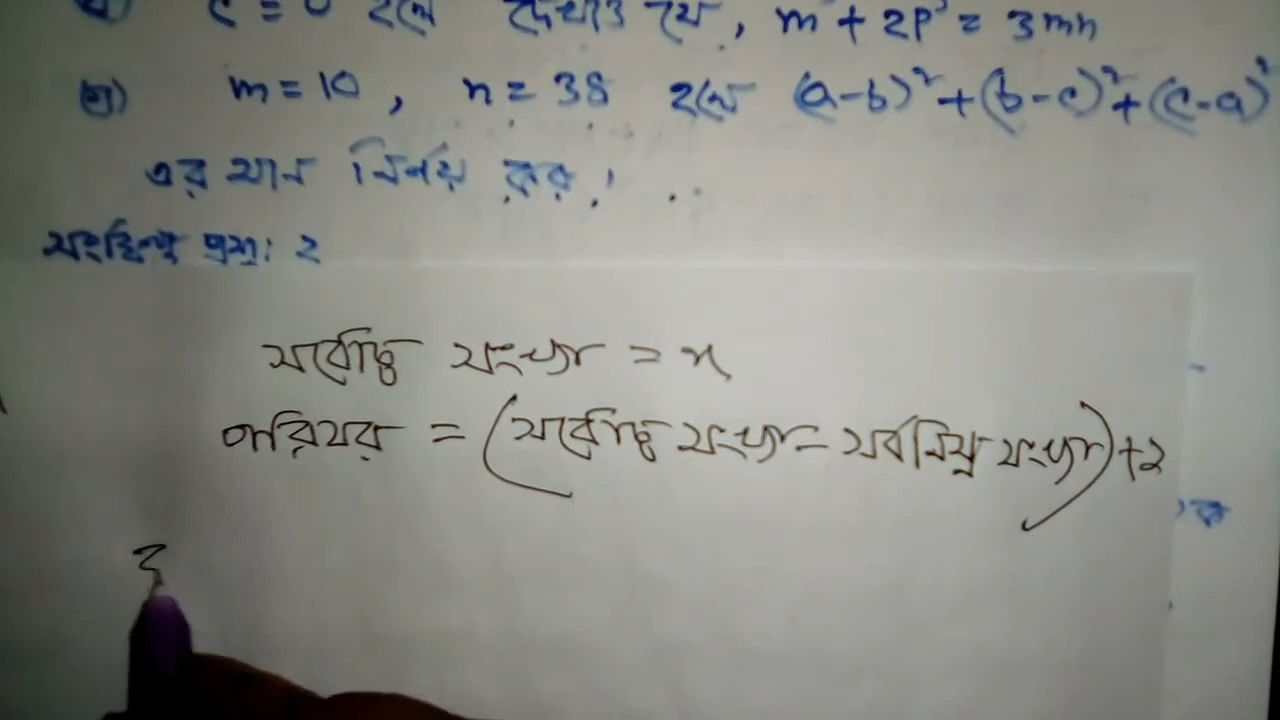 c = 0 হলে দেখাও যে, m³ + 2p³ = 3mn
গ) m = 10, n = 38 হলে (a-b)² + (b-c)² + (c-a)²
এর মান নির্ণয় কর।
সংক্ষিপ্ত প্রশ্ন: ২
সর্বোচ্চ সংখ্যা = x
পরিসর = (সর্বোচ্চ সংখ্যা - সর্বনিম্ন সংখ্যা) + ১